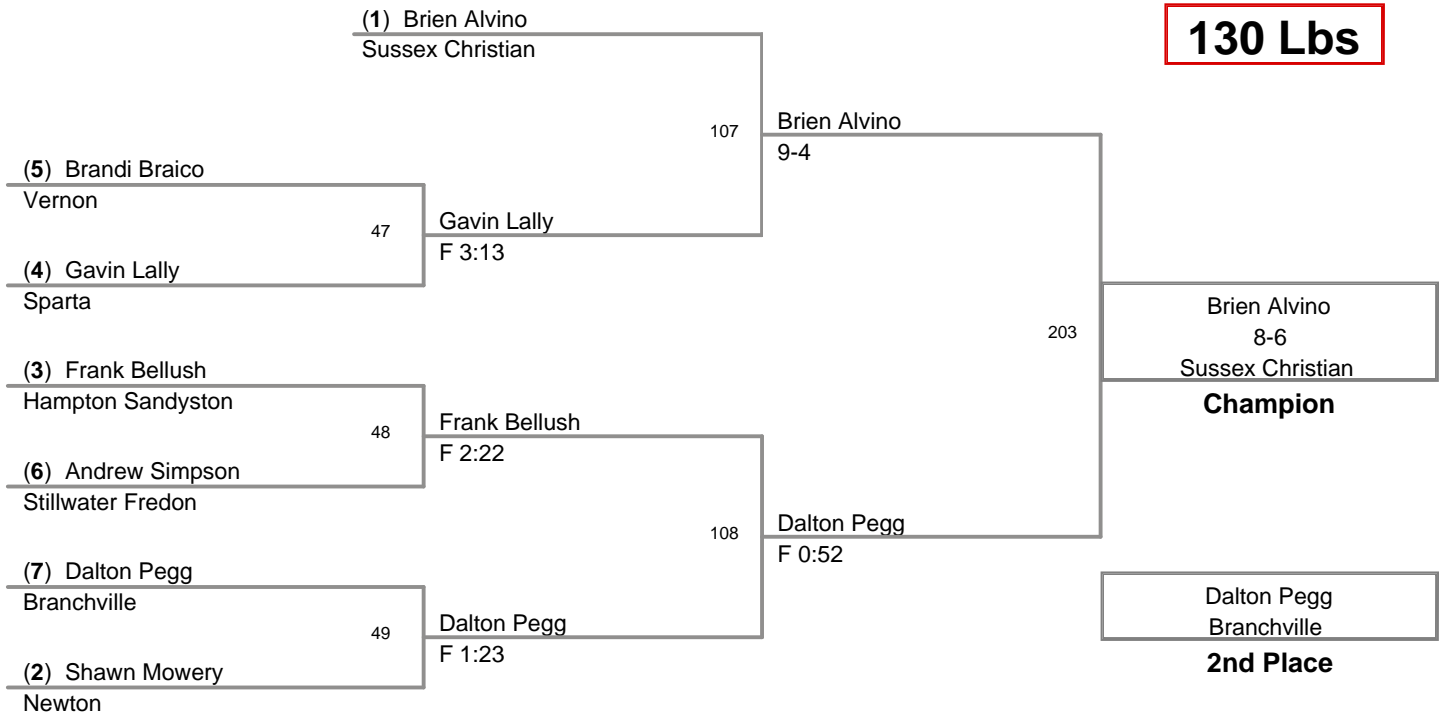 (1) Brien Alvino
Sussex Christian
130 Lbs
107
Brien Alvino
9-4
(5) Brandi Braico
Vernon
47
Gavin Lally
F 3:13
(4) Gavin Lally
Sparta
203
Brien Alvino
8-6
Sussex Christian
Champion
(3) Frank Bellush
Hampton Sandyston
48
Frank Bellush
F 2:22
(6) Andrew Simpson
Stillwater Fredon
108
Dalton Pegg
F 0:52
(7) Dalton Pegg
Branchville
49
Dalton Pegg
F 1:23
(2) Shawn Mowery
Newton
Dalton Pegg
Branchville
2nd Place